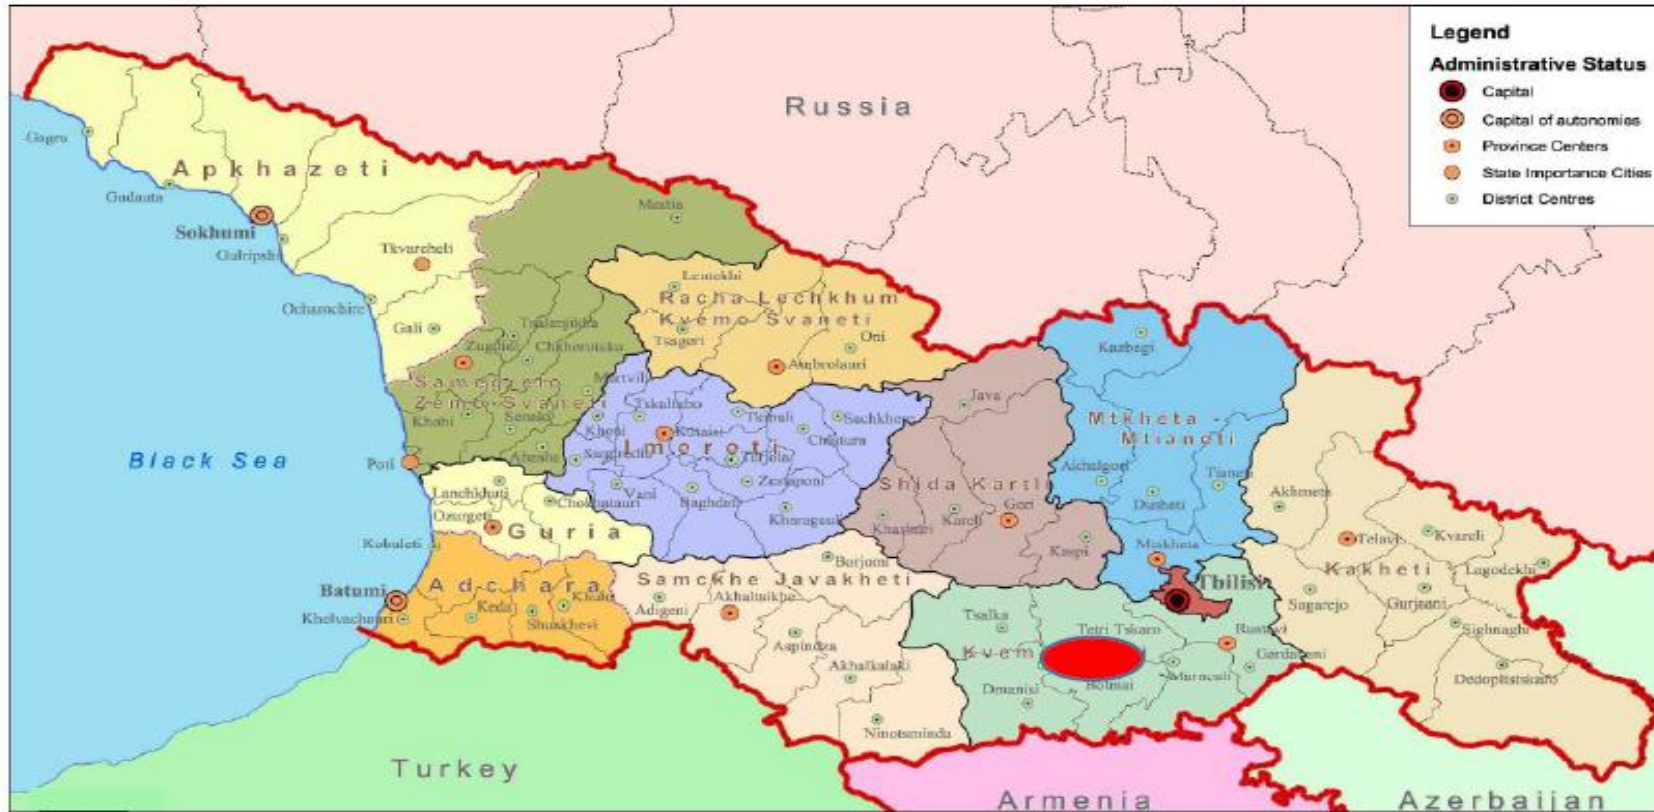 Legend
Administrative Status
Capital
Capital of autonomies
Province Centers
State Importance Cities
District Centres
Russia
Gagra
Apkhazeti
Gudauta
Sokhumi
Gulripshi
Tkvarcheli
Ochamchire
Gali
Mestia
Lentekhi
Racha Lechkhum
Kvemo Svaneti
Tsageri
Oni
Ambrolauri
Tsalenjikha
Zugdidi
Chkhorotsku
Samegrelo
Zemo Svaneti
Martvili
Khobi
Senaki
Abasha
Poti
Black Sea
Tskaltubo
Tkibuli
Sachkhere
Khoni
Kutaisi
Chiatura
Imereti
Samtredia
Terjola
Vani
Baghdati
Zestaponi
Kharagauli
Java
Shida Kartli
Khashuri
Kareli
Gori
Kaspi
Kazbegi
Mtkheta -
Mtianeti
Akhalgori
Tianeti
Dusheti
Mtskheta
Tbilisi
Akhmeta
Telavi
Kvareli
Lagodekhi
Kakheti
Sagarejo
Gurjaani
Sighnaghi
Dedoplistskaro
Lanchkhuti
Chokhatauri
Ozurgeti
Guria
Kobuleti
Batumi
Adchara
Khelvachauri
Keda
Khulo
Shuakhevi
Borjomi
Samckhe Javakheti
Adigeni
Akhaltsikhe
Aspindza
Akhalkalaki
Ninotsminda
Tsalka
Tetri Tskaro
Rustavi
Kvem
Gardabani
Marneuli
Bolnisi
Dmanisi
Turkey
Armenia
Azerbaijan